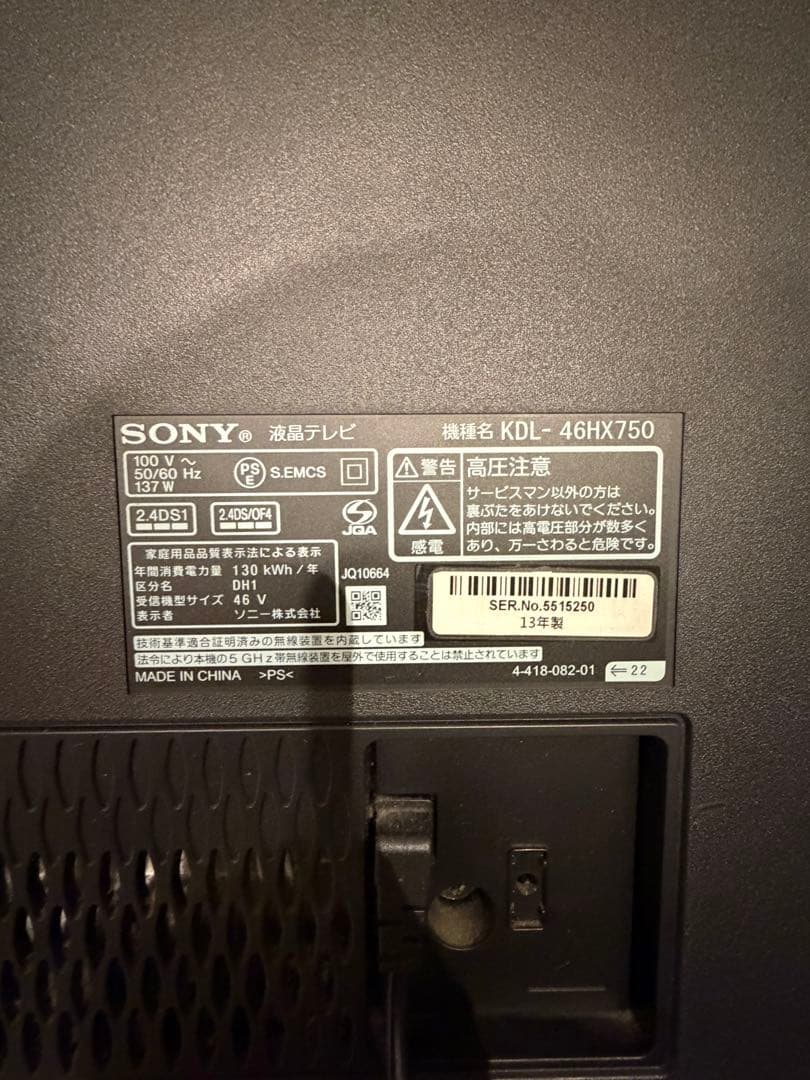 SONY® 液晶テレビ 機種名 KDL- 46HX750
100 V ～
50/60 Hz
137 W
PS
E
S.EMCS
2.4DS1
2.4DS/OF4
JQA
家庭用品品質表示法による表示
年間消費電力量 130 kWh / 年
区分名 DH1
受信機型サイズ 46 V
表示者 ソニー株式会社
JQ10664
警告
感電
高圧注意
サービスマン以外の方は
裏ぶたをあけないでください。
内部には高電圧部分が数多く
あり、万一さわると危険です。
SER.No.5515250
13年製
技術基準適合証明済みの無線装置を内蔵しています
法令により本機の5 GHz帯無線装置を屋外で使用することは禁止されています
MADE IN CHINA >PS<
4-418-082-01 ⇐22